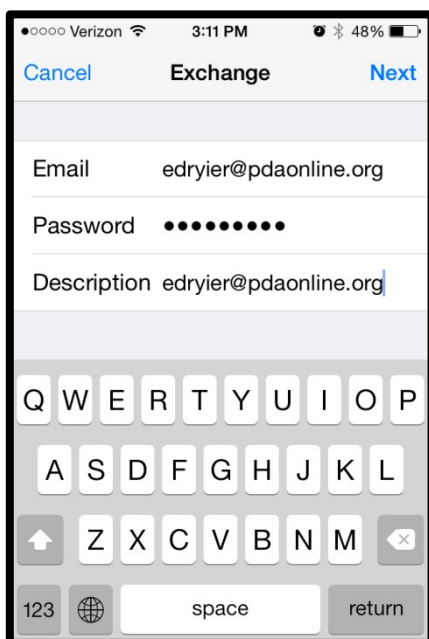 Verizon 3:11 PM 48%
Cancel Exchange Next
Email edryier@pdaonline.org
Password •••••••••
Description edryier@pdaonline.org
Q W E R T Y U I O P
A S D F G H J K L
Z X C V B N M
123 space return